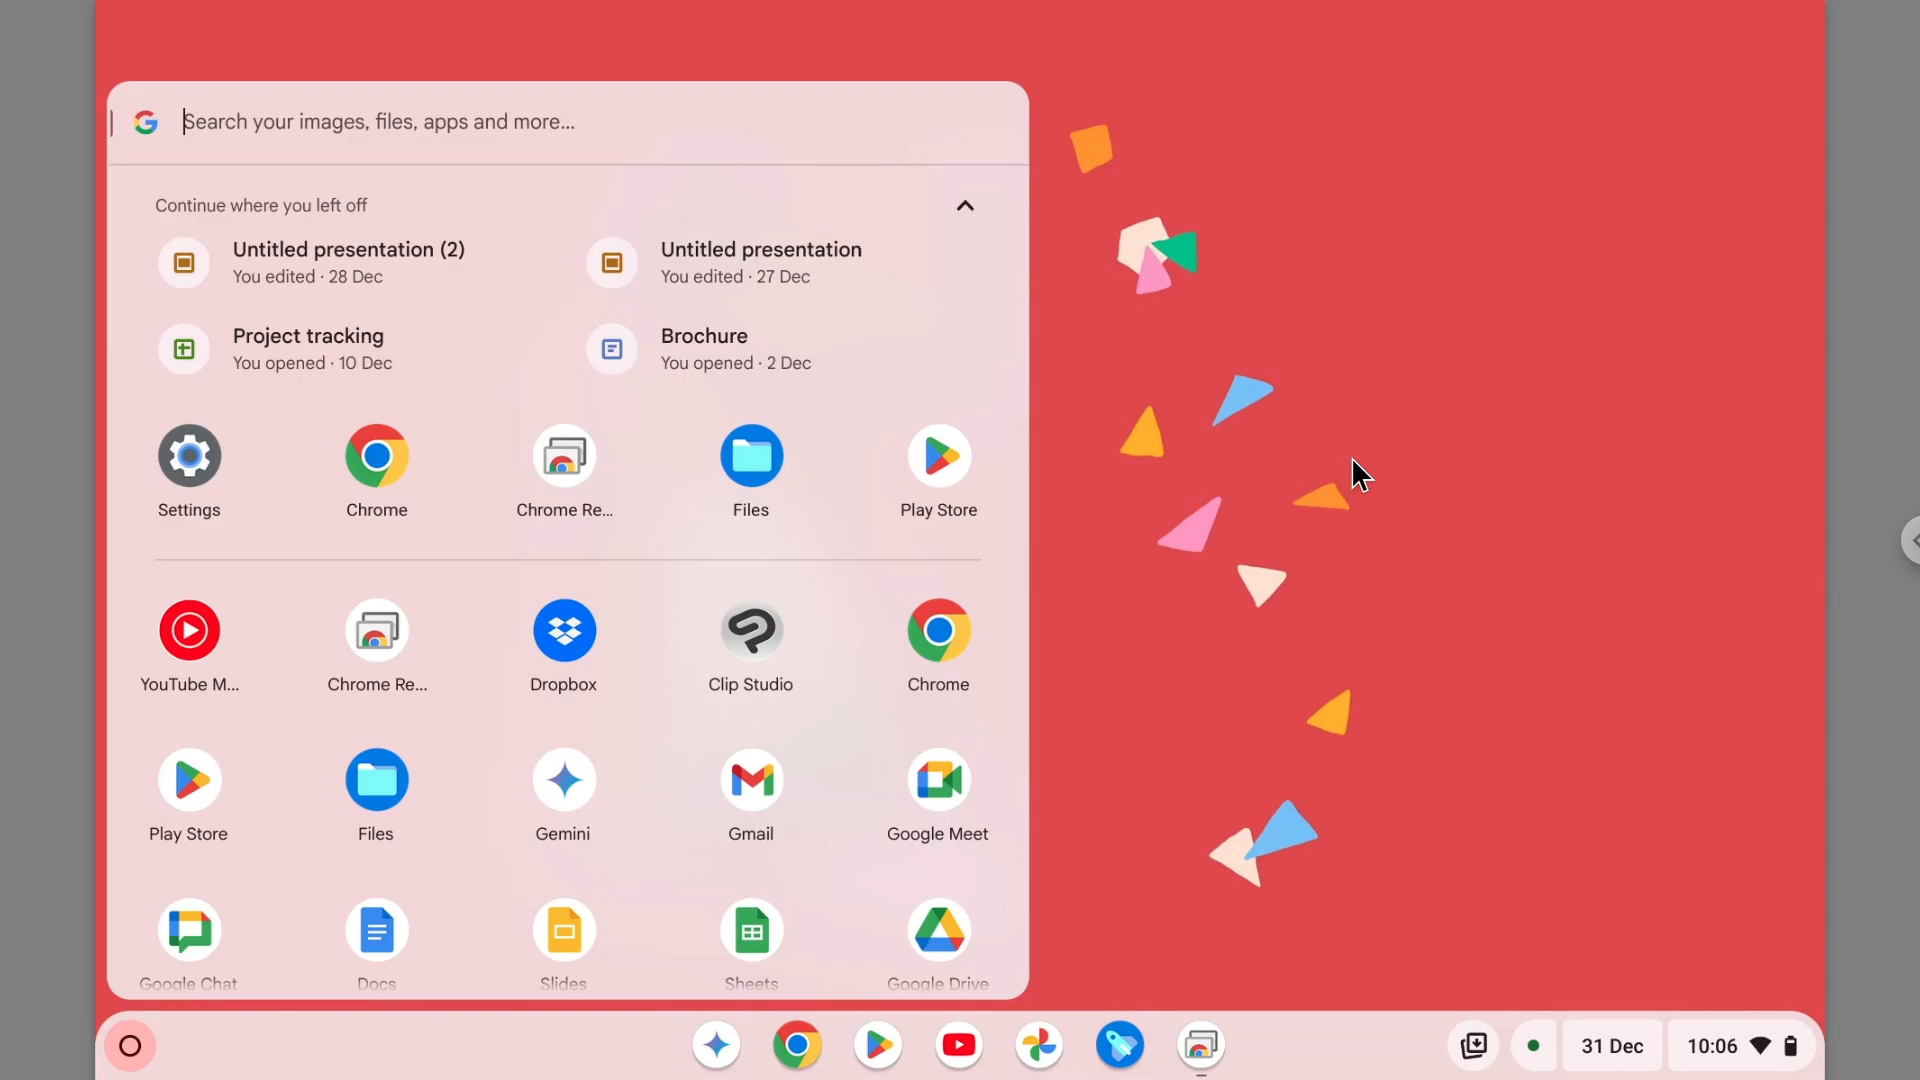 Search your images, files, apps and more...
Continue where you left off
Untitled presentation (2)
You edited · 28 Dec
Untitled presentation
You edited · 27 Dec
Project tracking
You opened · 10 Dec
Brochure
You opened · 2 Dec
Settings
Chrome
Chrome Re...
Files
Play Store
YouTube M...
Chrome Re...
Dropbox
Clip Studio
Chrome
Play Store
Files
Gemini
Gmail
Google Meet
Google Chat
Docs
Slides
Sheets
Google Drive
31 Dec
10:06